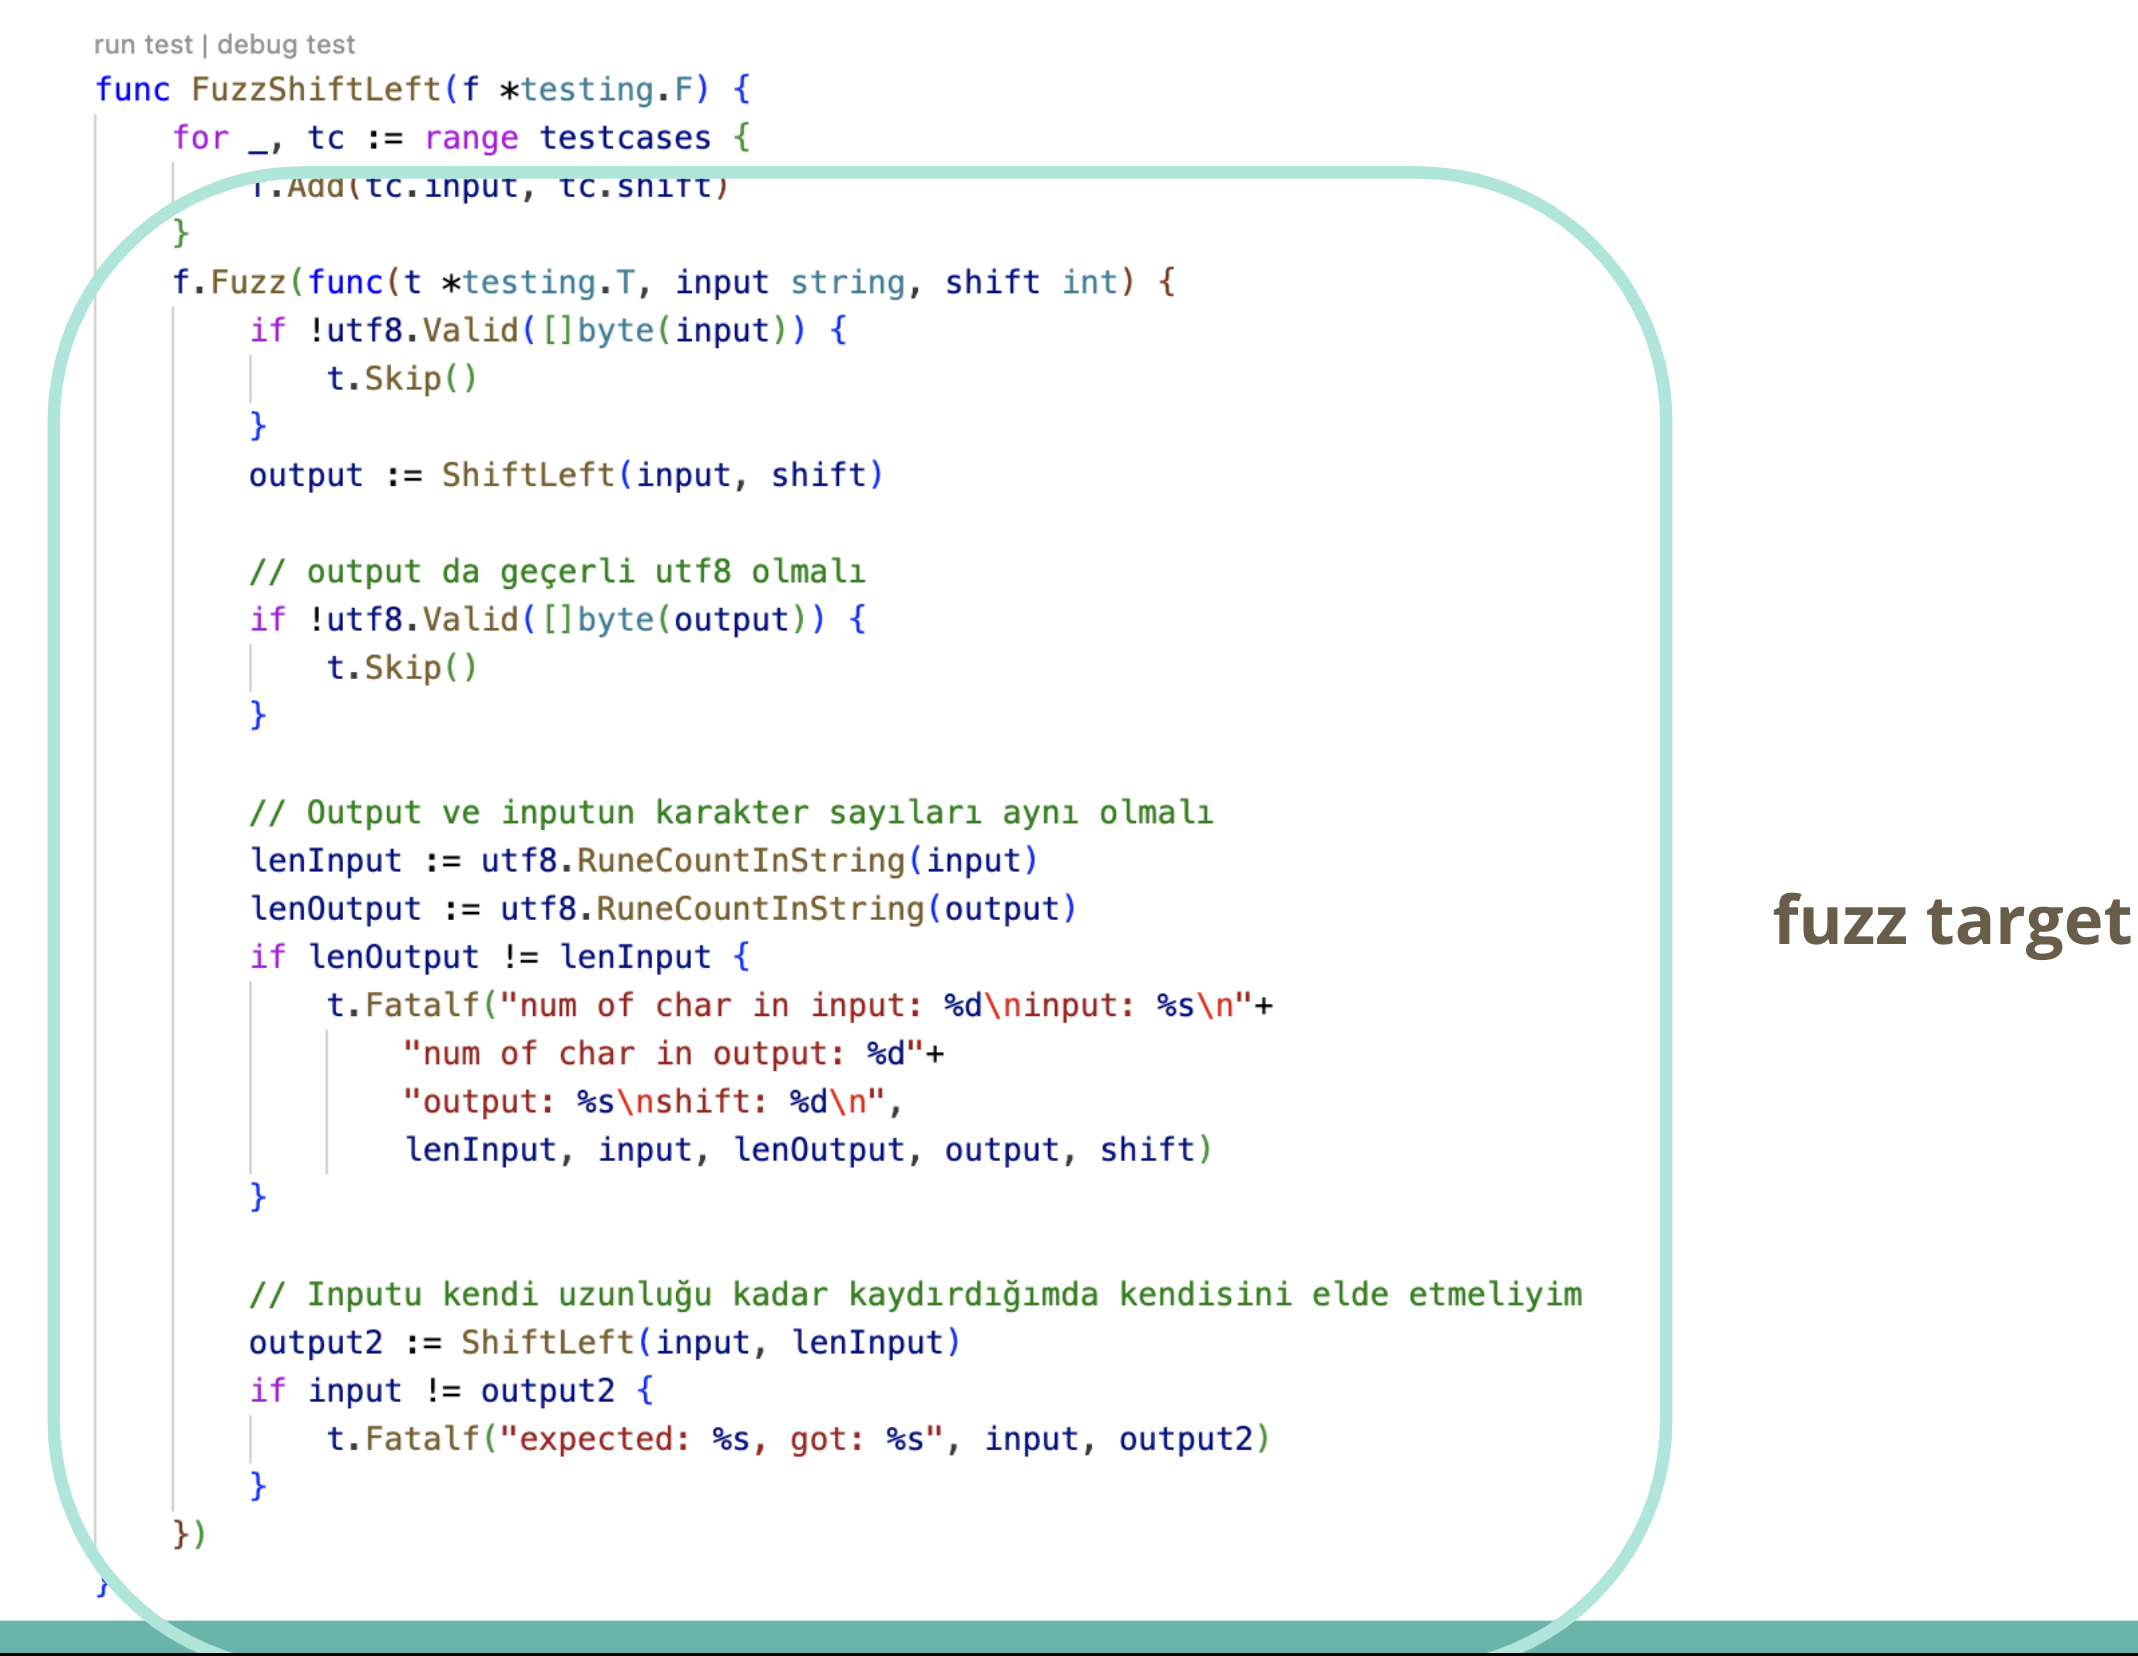 run test | debug test
func FuzzShiftLeft(f *testing.F) {
for _, tc := range testcases {
f.Add(tc.input, tc.shift)
}
f.Fuzz(func(t *testing.T, input string, shift int) {
if !utf8.Valid([]byte(input)) {
t.Skip()
}
output := ShiftLeft(input, shift)
// output da geçerli utf8 olmalı
if !utf8.Valid([]byte(output)) {
t.Skip()
}
// Output ve inputun karakter sayıları aynı olmalı
lenInput := utf8.RuneCountInString(input)
lenOutput := utf8.RuneCountInString(output)
if lenOutput != lenInput {
t.Fatalf("num of char in input: %d\ninput: %s\n"+
"num of char in output: %d"+
"output: %s\nshift: %d\n",
lenInput, input, lenOutput, output, shift)
}
// Inputu kendi uzunluğu kadar kaydırdığımda kendisini elde etmeliyim
output2 := ShiftLeft(input, lenInput)
if input != output2 {
t.Fatalf("expected: %s, got: %s", input, output2)
}
})
}
fuzz target